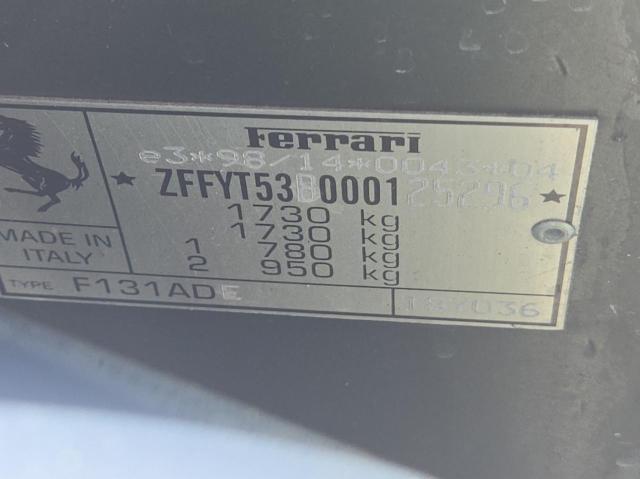 Ferrari
e3*98/14*0043*04
★ ZFFYT53B000125296 ★
1730 kg
1730 kg
1 780 kg
2 950 kg
MADE IN
ITALY
TYPE F131ADE